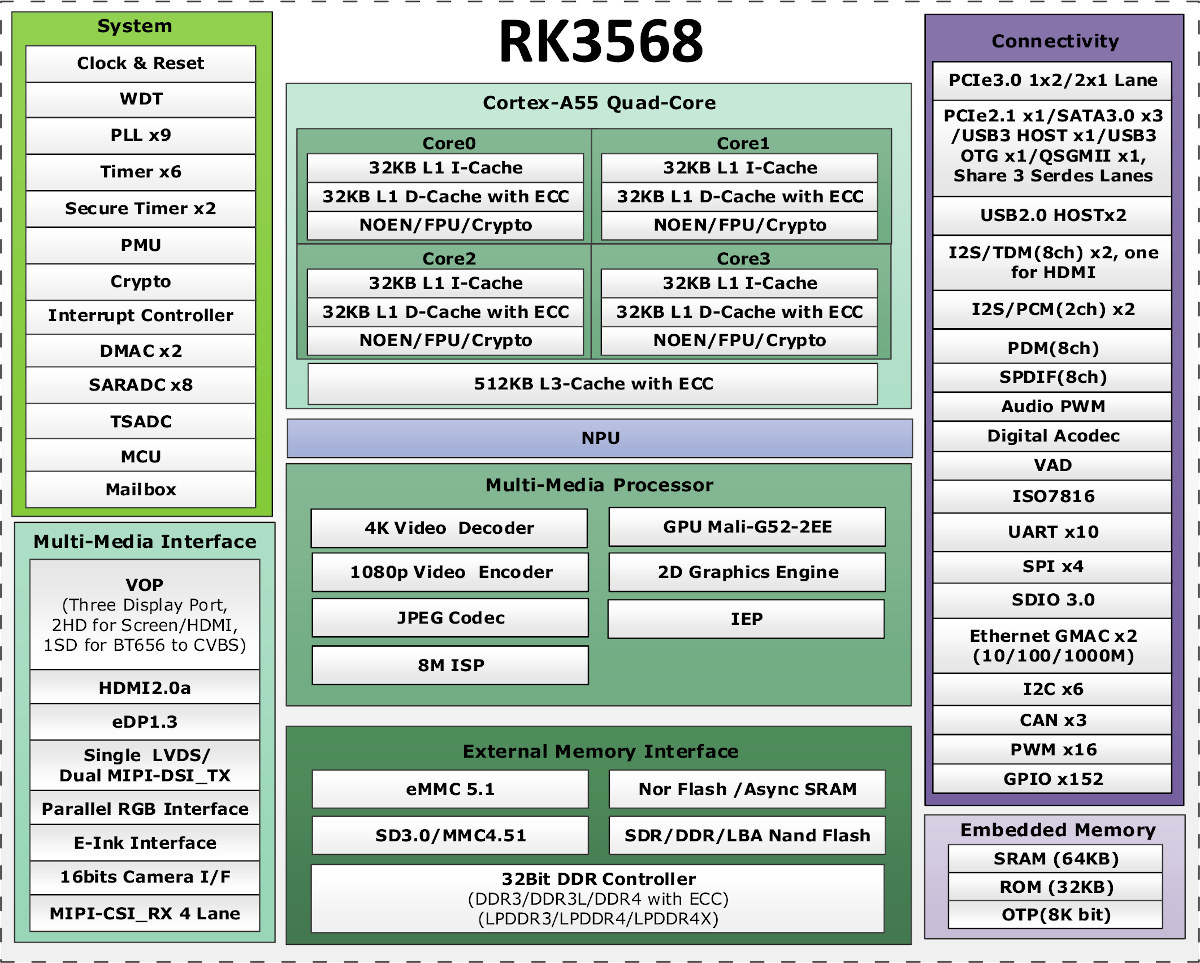 RK3568
System
Clock & Reset
WDT
PLL x9
Timer x6
Secure Timer x2
PMU
Crypto
Interrupt Controller
DMAC x2
SARADC x8
TSADC
MCU
Mailbox
Multi-Media Interface
VOP
(Three Display Port,
2HD for Screen/HDMI,
1SD for BT656 to CVBS)
HDMI2.0a
eDP1.3
Single LVDS/
Dual MIPI-DSI_TX
Parallel RGB Interface
E-Ink Interface
16bits Camera I/F
MIPI-CSI_RX 4 Lane
Cortex-A55 Quad-Core
Core0
32KB L1 I-Cache
32KB L1 D-Cache with ECC
NOEN/FPU/Crypto
Core1
32KB L1 I-Cache
32KB L1 D-Cache with ECC
NOEN/FPU/Crypto
Core2
32KB L1 I-Cache
32KB L1 D-Cache with ECC
NOEN/FPU/Crypto
Core3
32KB L1 I-Cache
32KB L1 D-Cache with ECC
NOEN/FPU/Crypto
512KB L3-Cache with ECC
NPU
Multi-Media Processor
4K Video Decoder
GPU Mali-G52-2EE
1080p Video Encoder
2D Graphics Engine
JPEG Codec
IEP
8M ISP
External Memory Interface
eMMC 5.1
Nor Flash /Async SRAM
SD3.0/MMC4.51
SDR/DDR/LBA Nand Flash
32Bit DDR Controller
(DDR3/DDR3L/DDR4 with ECC)
(LPDDR3/LPDDR4/LPDDR4X)
Connectivity
PCIe3.0 1x2/2x1 Lane
PCIe2.1 x1/SATA3.0 x3
/USB3 HOST x1/USB3
OTG x1/QSGMII x1,
Share 3 Serdes Lanes
USB2.0 HOSTx2
I2S/TDM(8ch) x2, one
for HDMI
I2S/PCM(2ch) x2
PDM(8ch)
SPDIF(8ch)
Audio PWM
Digital Acodec
VAD
ISO7816
UART x10
SPI x4
SDIO 3.0
Ethernet GMAC x2
(10/100/1000M)
I2C x6
CAN x3
PWM x16
GPIO x152
Embedded Memory
SRAM (64KB)
ROM (32KB)
OTP(8K bit)